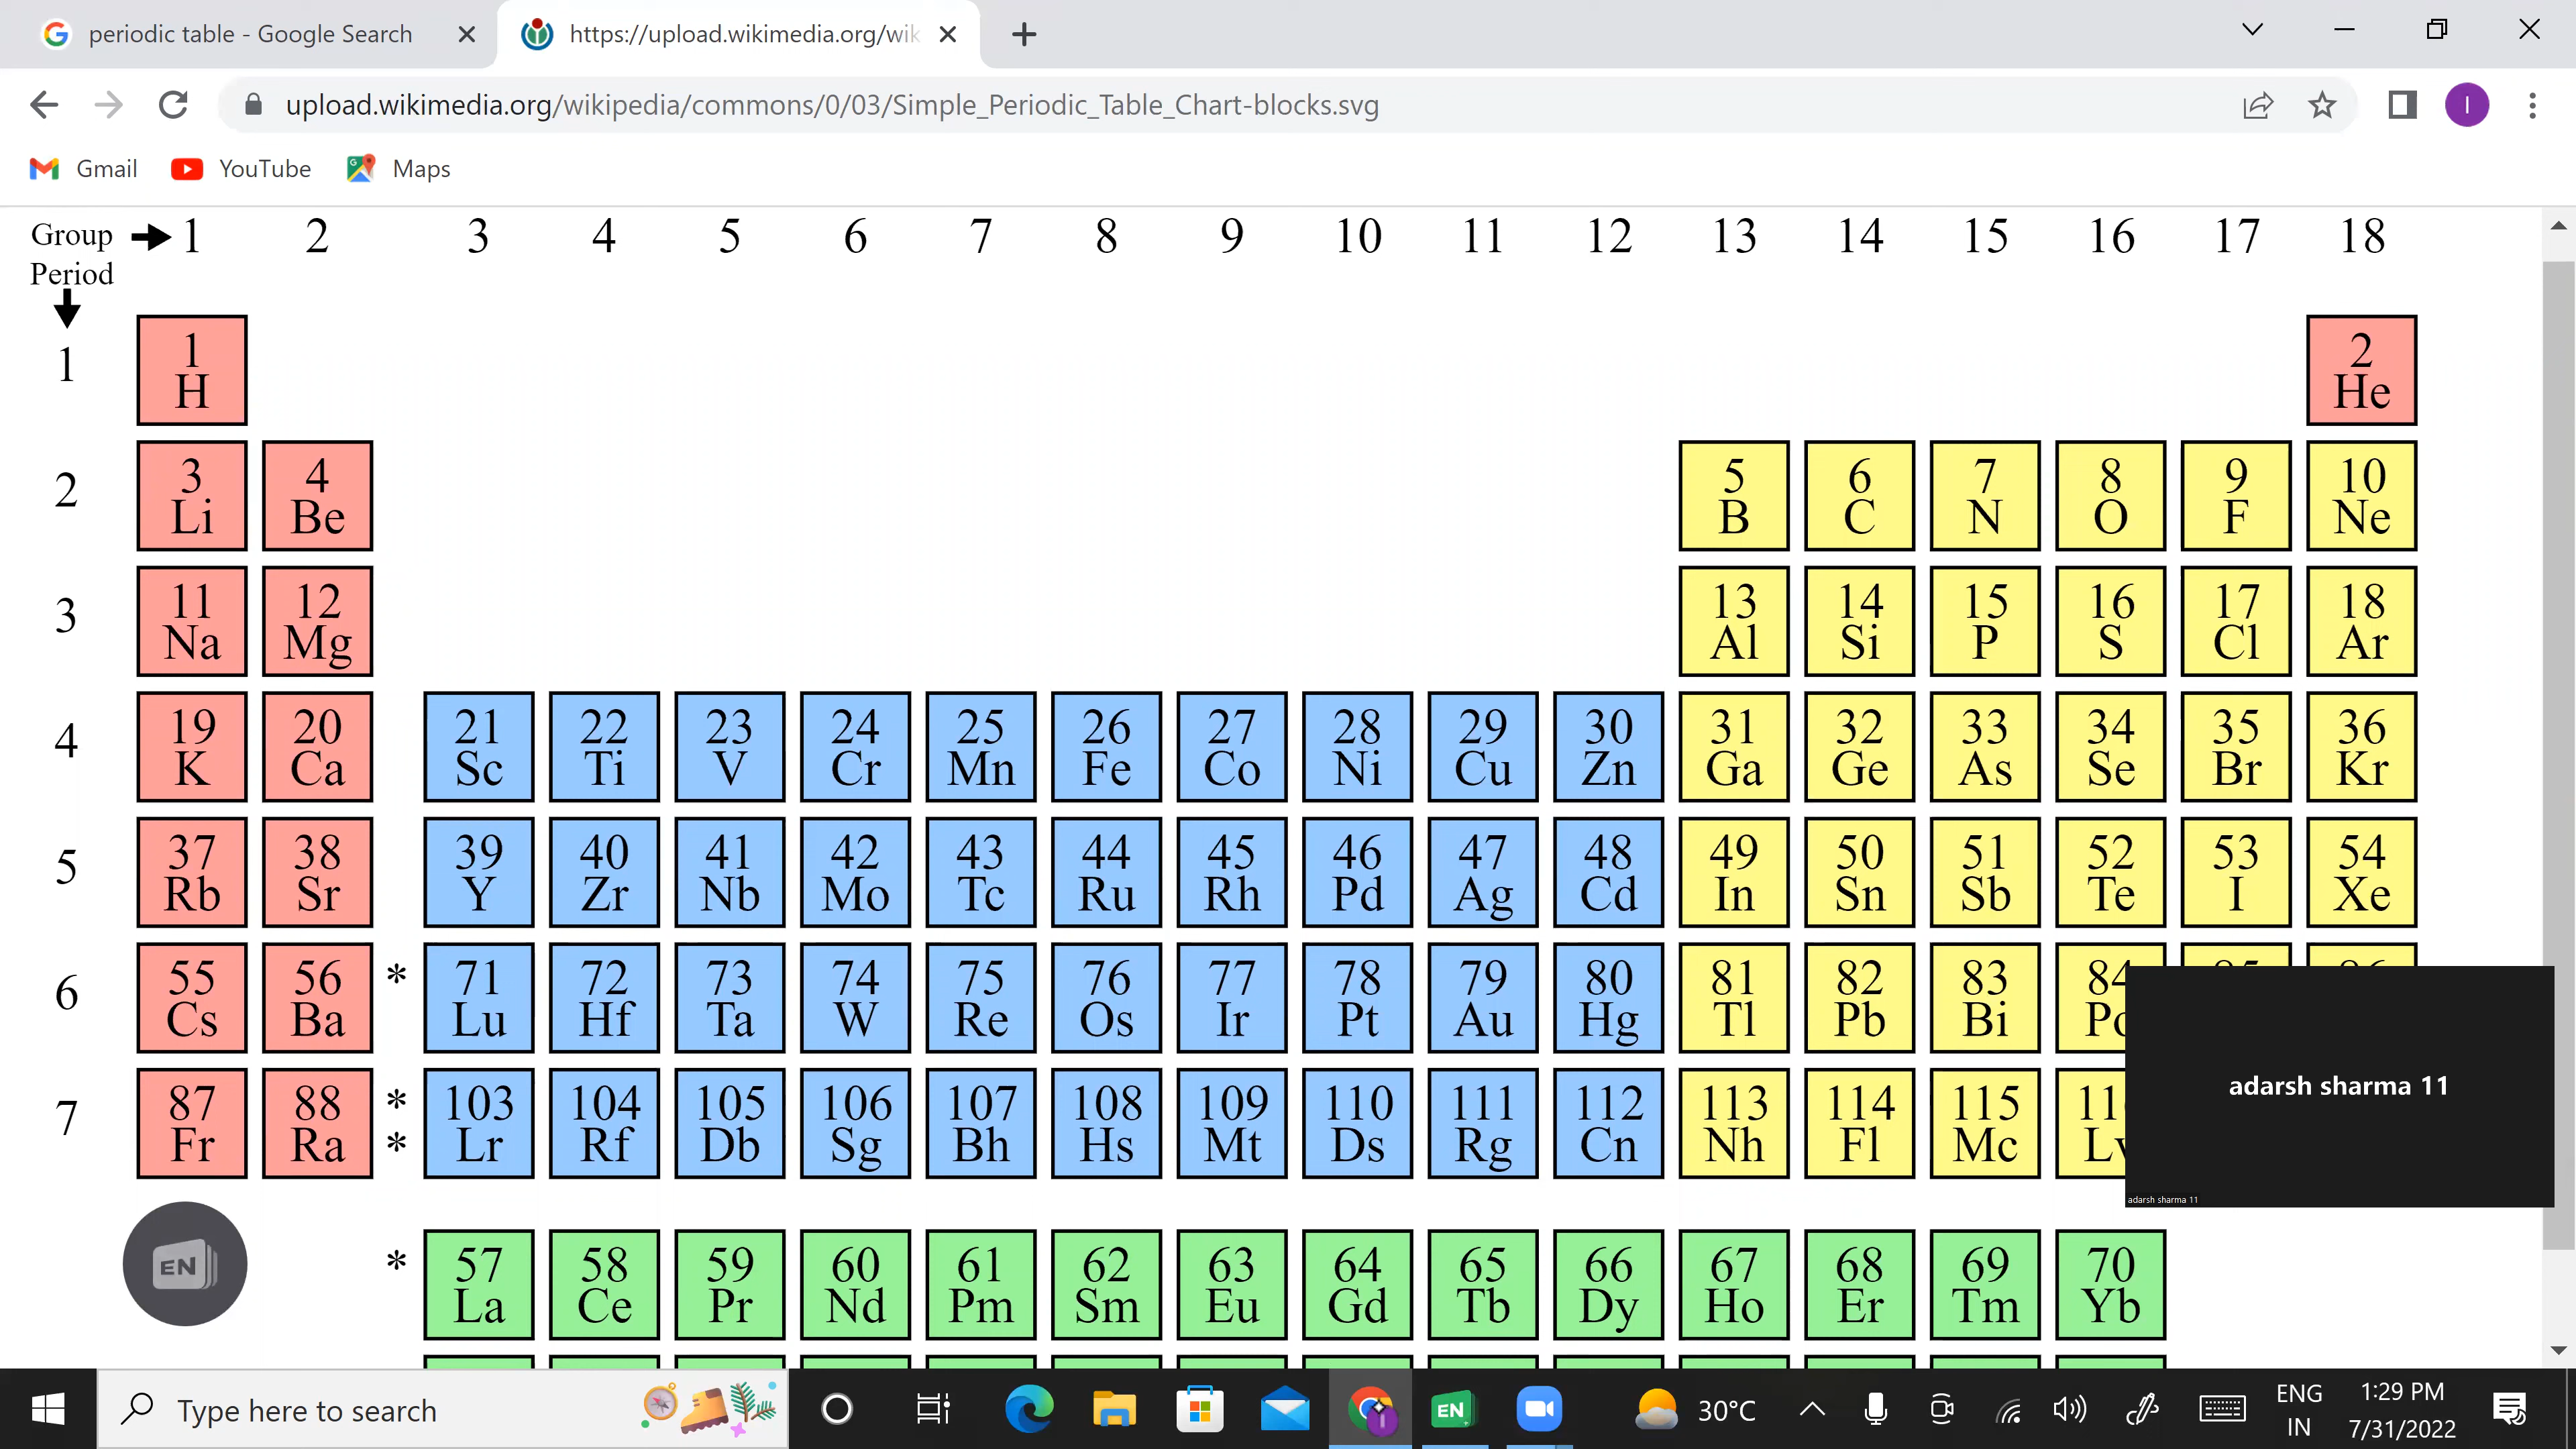 periodic table - Google Search
https://upload.wikimedia.org/wik
upload.wikimedia.org/wikipedia/commons/0/03/Simple_Periodic_Table_Chart-blocks.svg
I
Gmail YouTube Maps
Group 1 2 3 4 5 6 7 8 9 10 11 12 13 14 15 16 17 18
Period
1 1 2
H He
2 3 4 5 6 7 8 9 10
Li Be B C N O F Ne
3 11 12 13 14 15 16 17 18
Na Mg Al Si P S Cl Ar
4 19 20 21 22 23 24 25 26 27 28 29 30 31 32 33 34 35 36
K Ca Sc Ti V Cr Mn Fe Co Ni Cu Zn Ga Ge As Se Br Kr
5 37 38 39 40 41 42 43 44 45 46 47 48 49 50 51 52 53 54
Rb Sr Y Zr Nb Mo Tc Ru Rh Pd Ag Cd In Sn Sb Te I Xe
6 55 56 * 71 72 73 74 75 76 77 78 79 80 81 82 83 84
Cs Ba Lu Hf Ta W Re Os Ir Pt Au Hg Tl Pb Bi
7 87 88 * 103 104 105 106 107 108 109 110 111 112 113 114 115
Fr Ra * Lr Rf Db Sg Bh Hs Mt Ds Rg Cn Nh Fl Mc
adarsh sharma 11
adarsh sharma 11
* 57 58 59 60 61 62 63 64 65 66 67 68 69 70
La Ce Pr Nd Pm Sm Eu Gd Tb Dy Ho Er Tm Yb
EN
Type here to search
EN
30°C
ENG
IN
1:29 PM
7/31/2022